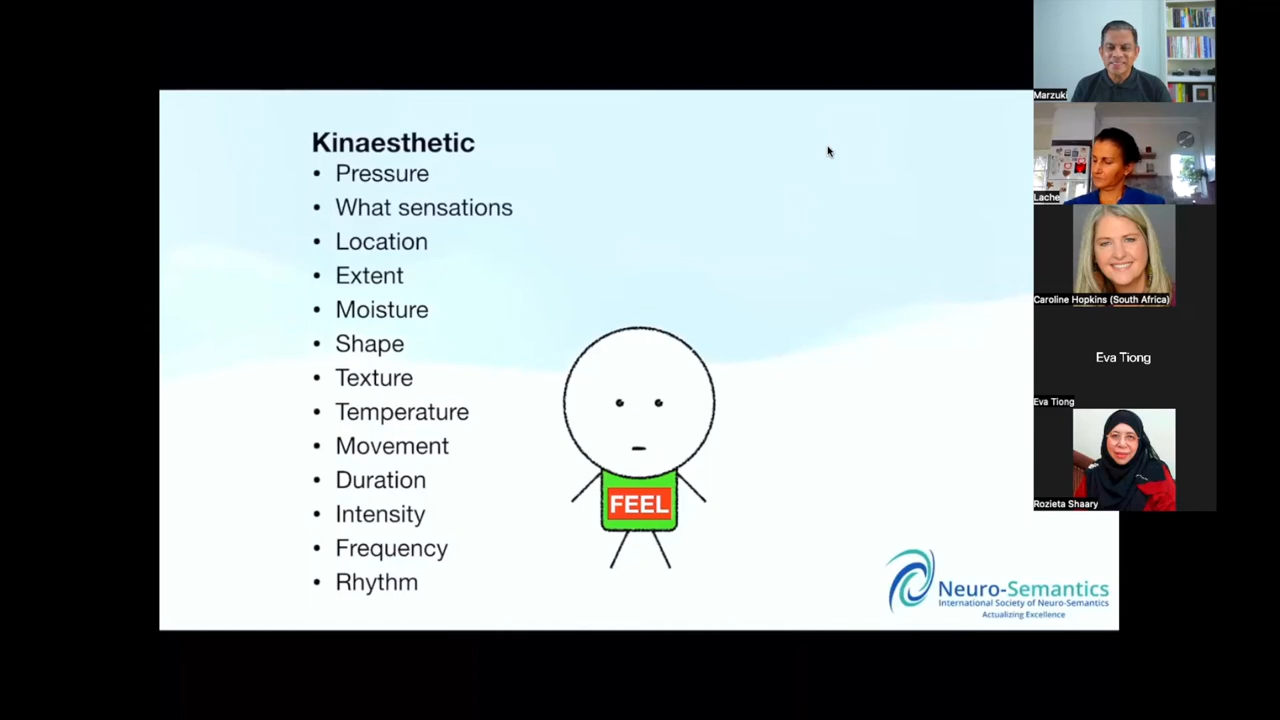 Kinaesthetic
• Pressure
• What sensations
• Location
• Extent
• Moisture
• Shape
• Texture
• Temperature
• Movement
• Duration
• Intensity
• Frequency
• Rhythm
FEEL
Neuro-Semantics
International Society of Neuro-Semantics
Actualizing Excellence
Marzuki
Lache
Caroline Hopkins (South Africa)
Eva Tiong
Eva Tiong
Rozieta Shaary